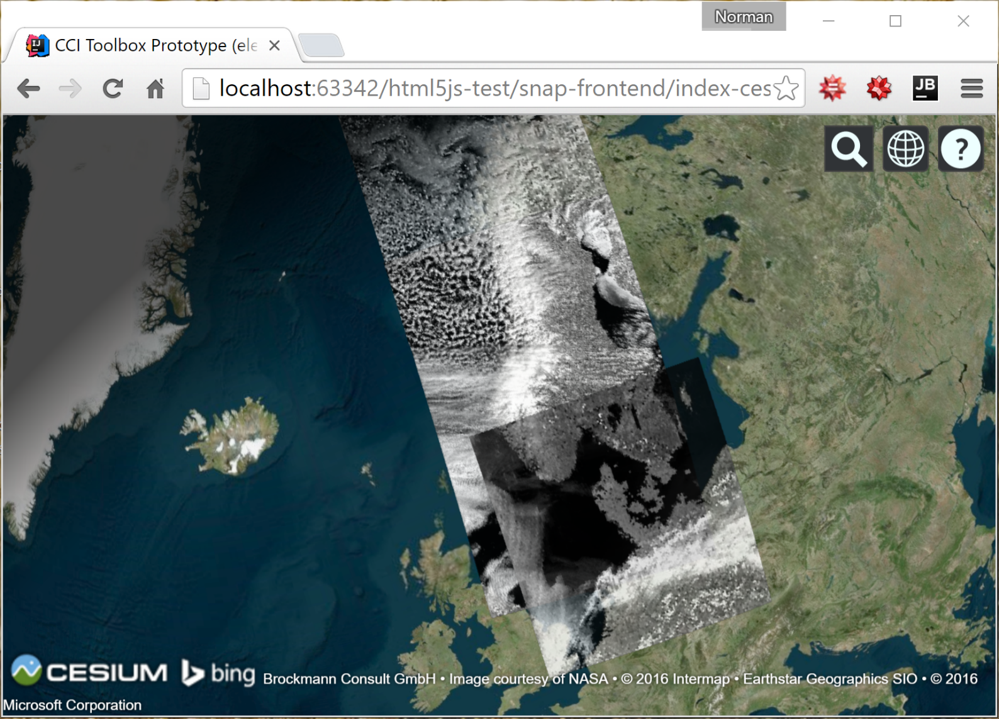 Norman
CCI Toolbox Prototype (ele
localhost:63342/html5js-test/snap-frontend/index-ces
JB
IJ
?
CESIUM bing Brockmann Consult GmbH • Image courtesy of NASA • © 2016 Intermap • Earthstar Geographics SIO • © 2016
Microsoft Corporation